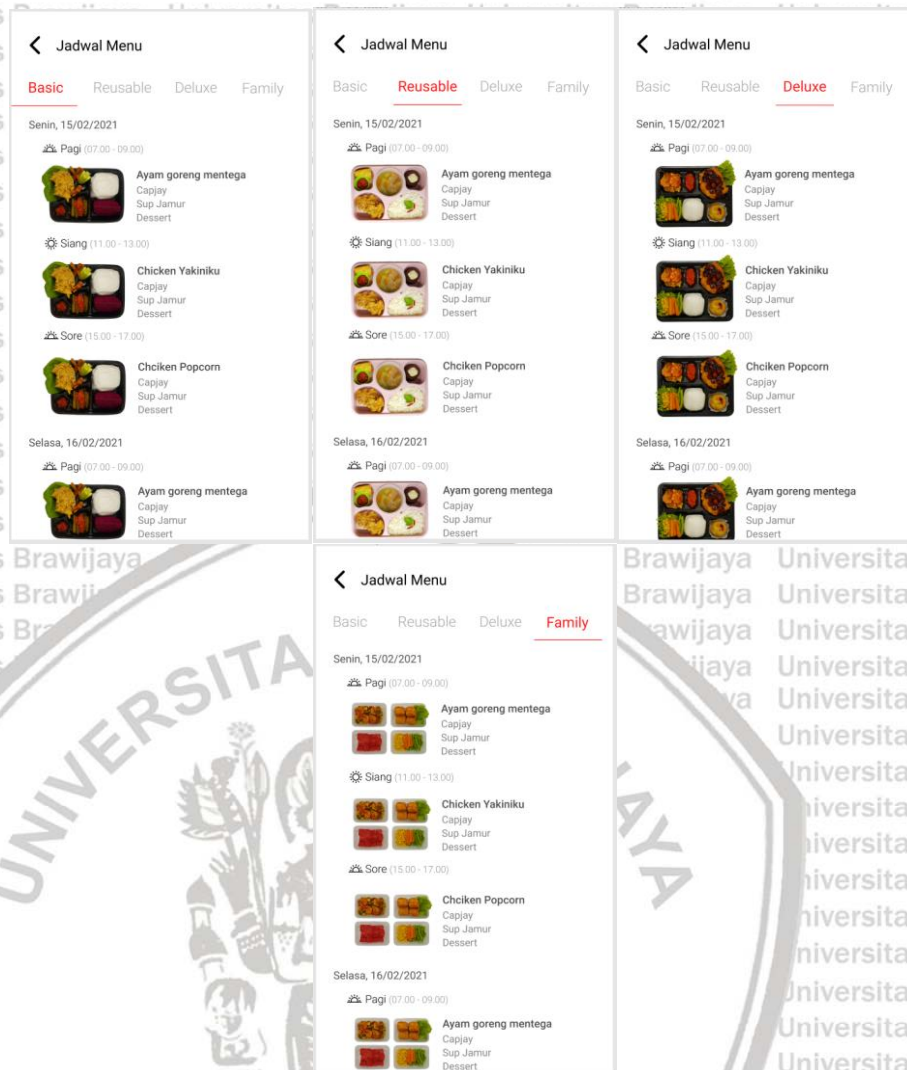 Jadwal Menu
Basic Reusable Deluxe Family
Senin, 15/02/2021
Pagi (07.00 - 09.00)
Ayam goreng mentega
Capjay
Sup Jamur
Dessert
Siang (11.00 - 13.00)
Chicken Yakiniku
Capjay
Sup Jamur
Dessert
Sore (15.00 - 17.00)
Chciken Popcorn
Capjay
Sup Jamur
Dessert
Selasa, 16/02/2021
Pagi (07.00 - 09.00)
Ayam goreng mentega
Capjay
Sup Jamur
Dessert
Jadwal Menu
Basic Reusable Deluxe Family
Senin, 15/02/2021
Pagi (07.00 - 09.00)
Ayam goreng mentega
Capjay
Sup Jamur
Dessert
Siang (11.00 - 13.00)
Chicken Yakiniku
Capjay
Sup Jamur
Dessert
Sore (15.00 - 17.00)
Chciken Popcorn
Capjay
Sup Jamur
Dessert
Selasa, 16/02/2021
Pagi (07.00 - 09.00)
Ayam goreng mentega
Capjay
Sup Jamur
Dessert
Jadwal Menu
Basic Reusable Deluxe Family
Senin, 15/02/2021
Pagi (07.00 - 09.00)
Ayam goreng mentega
Capjay
Sup Jamur
Dessert
Siang (11.00 - 13.00)
Chicken Yakiniku
Capjay
Sup Jamur
Dessert
Sore (15.00 - 17.00)
Chciken Popcorn
Capjay
Sup Jamur
Dessert
Selasa, 16/02/2021
Pagi (07.00 - 09.00)
Ayam goreng mentega
Capjay
Sup Jamur
Dessert
Jadwal Menu
Basic Reusable Deluxe Family
Senin, 15/02/2021
Pagi (07.00 - 09.00)
Ayam goreng mentega
Capjay
Sup Jamur
Dessert
Siang (11.00 - 13.00)
Chicken Yakiniku
Capjay
Sup Jamur
Dessert
Sore (15.00 - 17.00)
Chciken Popcorn
Capjay
Sup Jamur
Dessert
Selasa, 16/02/2021
Pagi (07.00 - 09.00)
Ayam goreng mentega
Capjay
Sup Jamur
Dessert
Brawijaya
Brawijaya Universita
Brawijaya Universita
Universita
Universita
Universita
Universita